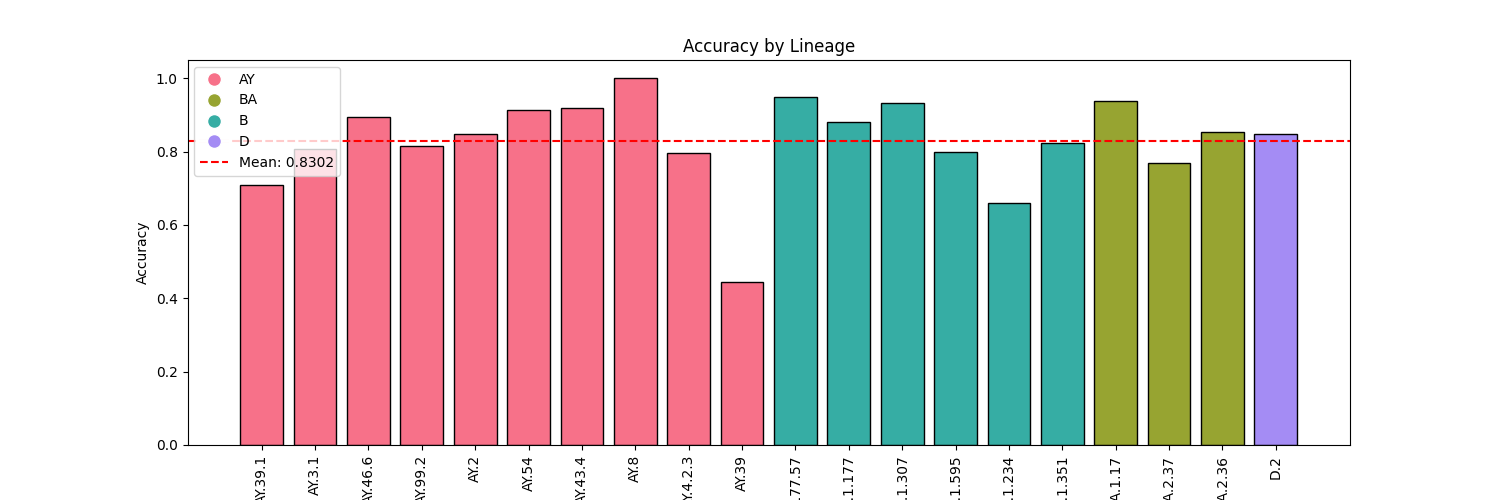 Accuracy by Lineage
AY
BA
B
D
Mean: 0.8302
Accuracy
1.0
0.8
0.6
0.4
0.2
0.0
AY.39.1
AY.3.1
AY.46.6
AY.99.2
AY.2
AY.54
AY.43.4
AY.8
Y.4.2.3
AY.39
.77.57
.1.177
.1.307
.1.595
.1.234
.1.351
A.1.17
A.2.37
A.2.36
D.2